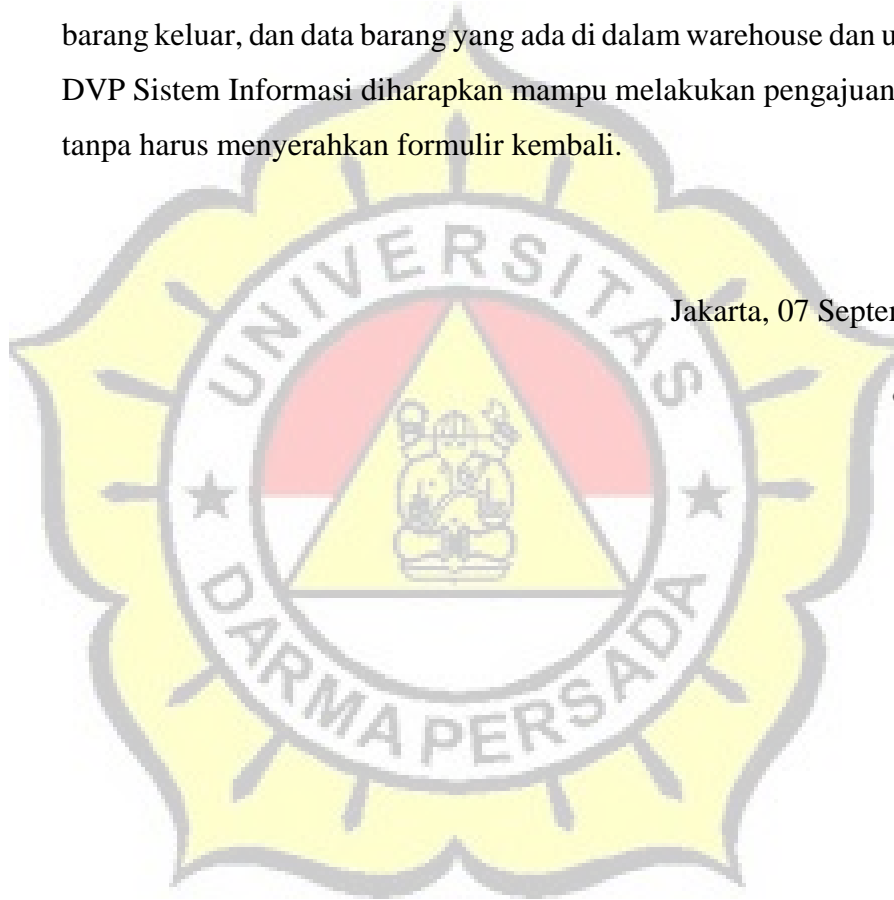 barang keluar, dan data barang yang ada di dalam warehouse dan u
DVP Sistem Informasi diharapkan mampu melakukan pengajuan
tanpa harus menyerahkan formulir kembali.
Jakarta, 07 Septe
UNIVERSITAS
DARMA PERSADA